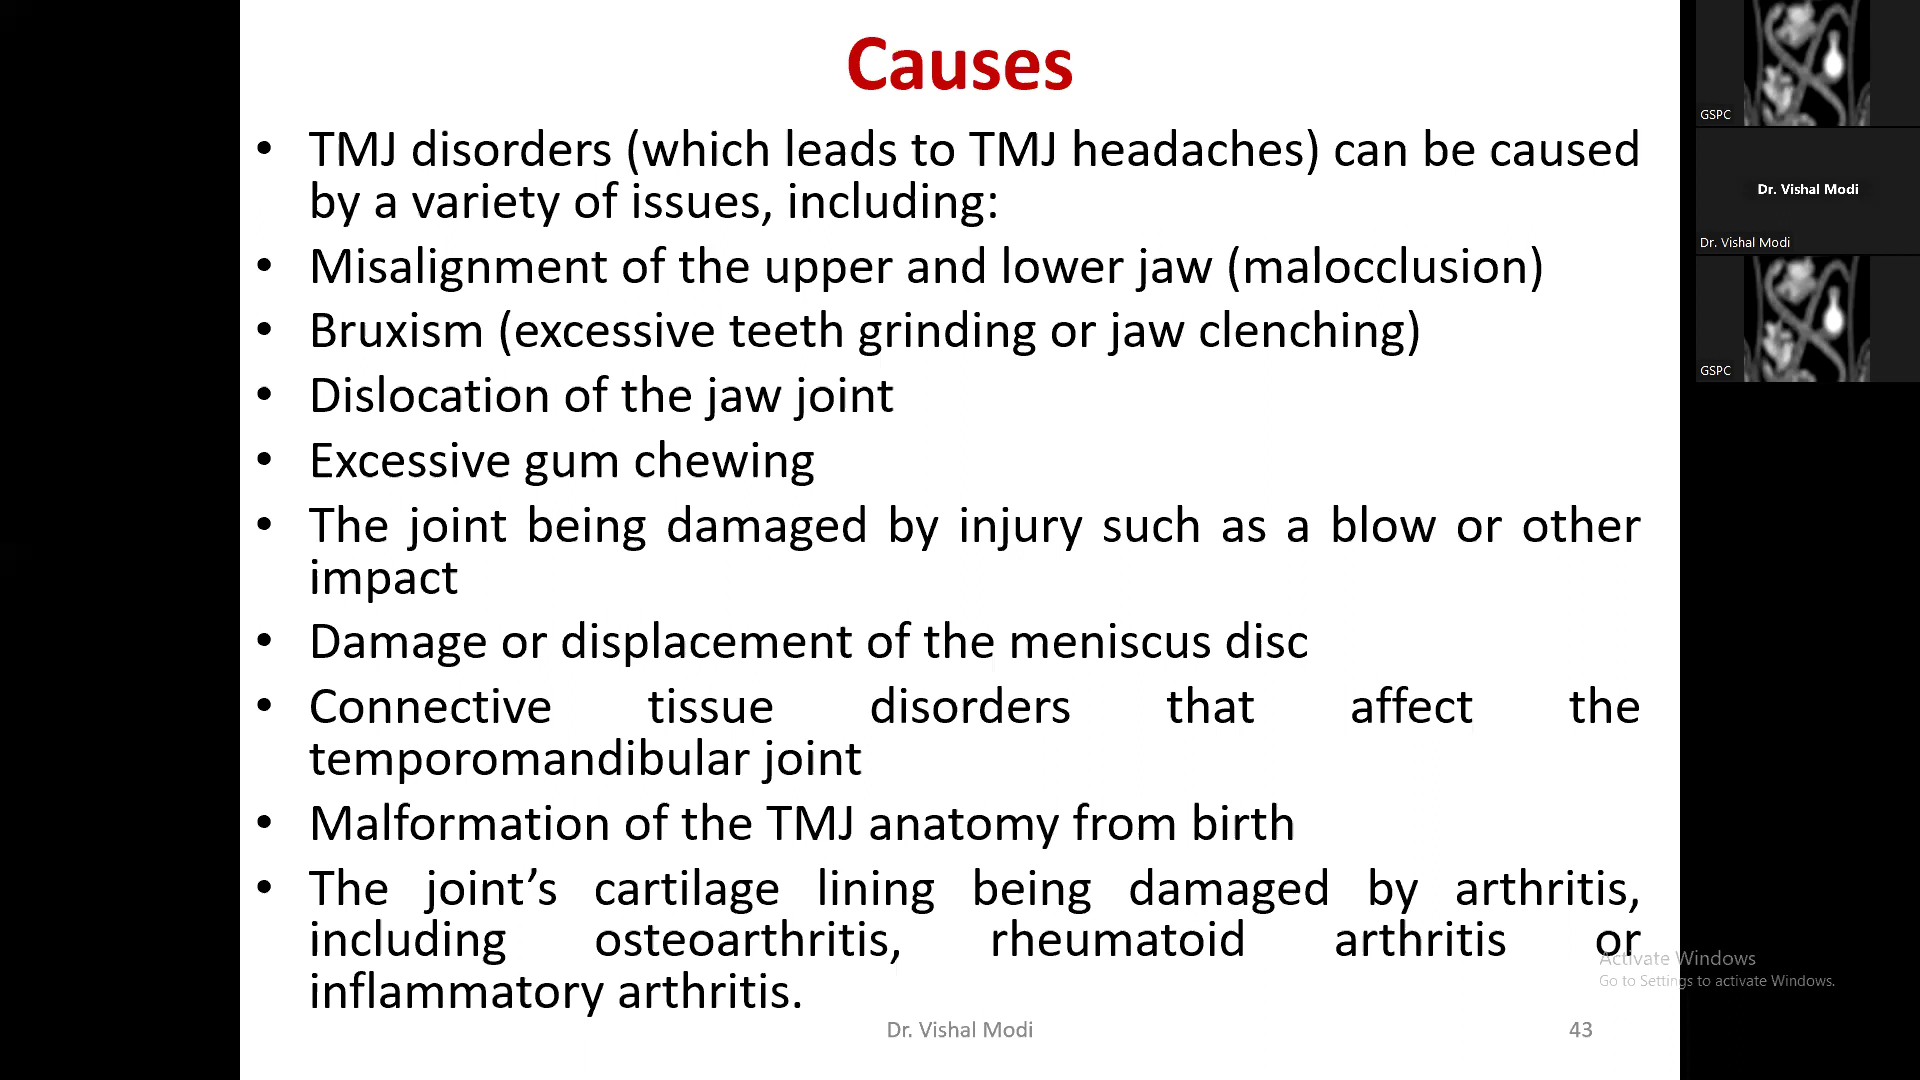 Causes
• TMJ disorders (which leads to TMJ headaches) can be caused
by a variety of issues, including:
• Misalignment of the upper and lower jaw (malocclusion)
• Bruxism (excessive teeth grinding or jaw clenching)
• Dislocation of the jaw joint
• Excessive gum chewing
• The joint being damaged by injury such as a blow or other
impact
• Damage or displacement of the meniscus disc
• Connective tissue disorders that affect the
temporomandibular joint
• Malformation of the TMJ anatomy from birth
• The joint’s cartilage lining being damaged by arthritis,
including osteoarthritis, rheumatoid arthritis or
inflammatory arthritis.
Dr. Vishal Modi
43
GSPC
Dr. Vishal Modi
Dr. Vishal Modi
GSPC
Activate Windows
Go to Settings to activate Windows.